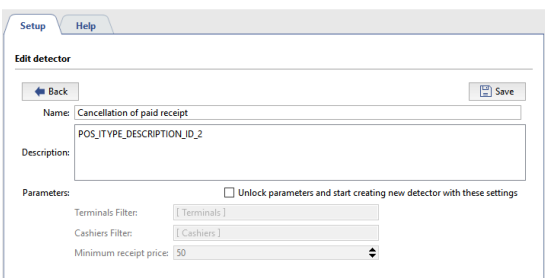 Setup Help
Edit detector
Back Save
Name: Cancellation of paid receipt
POS_ITYPE_DESCRIPTION_ID_2
Description:
Parameters: Unlock parameters and start creating new detector with these settings
Terminals Filter: [ Terminals ]
Cashiers Filter: [ Cashiers ]
Minimum receipt price: 50